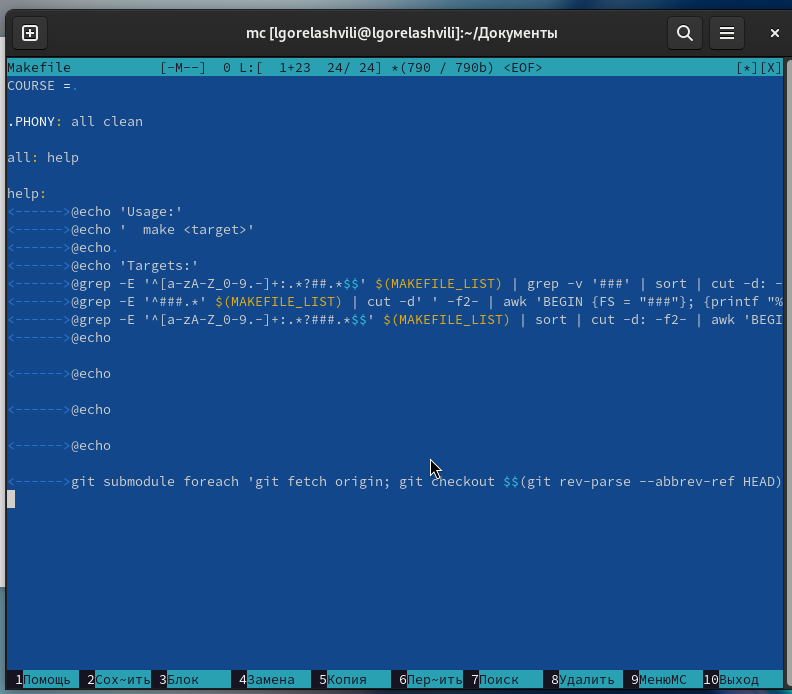 mc [lgorelashvili@lgorelashvili]:~/Документы
Makefile [-M--] 0 L:[ 1+23 24/ 24] *(790 / 790b) <EOF> [*][X]
COURSE =.
.PHONY: all clean
all: help
help:
<------>@echo 'Usage:'
<------>@echo '  make <target>'
<------>@echo.
<------>@echo 'Targets:'
<------>@grep -E '^[a-zA-Z_0-9.-]+:.*?##.*$$' $(MAKEFILE_LIST) | grep -v '###' | sort | cut -d: -
<------>@grep -E '^###.*' $(MAKEFILE_LIST) | cut -d' ' -f2- | awk 'BEGIN {FS = "###"}; {printf "%
<------>@grep -E '^[a-zA-Z_0-9.-]+:.*?###.*$$' $(MAKEFILE_LIST) | sort | cut -d: -f2- | awk 'BEGI
<------>@echo
<------>@echo
<------>@echo
<------>@echo
<------>git submodule foreach 'git fetch origin; git checkout $$(git rev-parse --abbrev-ref HEAD)
1Помощь 2Сох~ить 3Блок 4Замена 5Копия 6Пер~ить 7Поиск 8Удалить 9МенюМС 10Выход